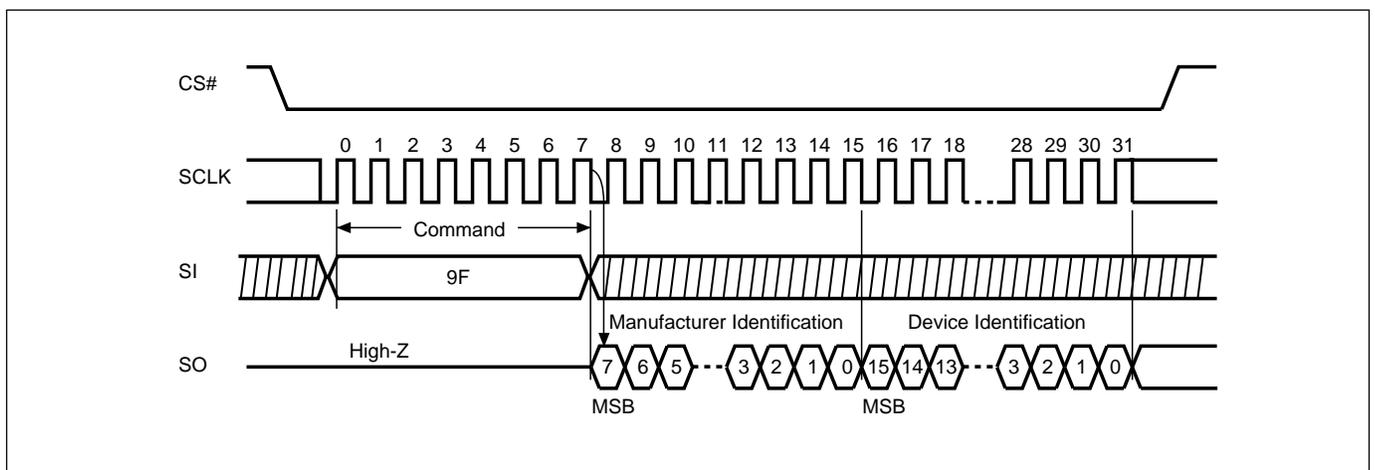 CS#
0 1 2 3 4 5 6 7 8 9 10 11 12 13 14 15 16 17 18 28 29 30 31
SCLK
Command
SI
9F
Manufacturer Identification Device Identification
High-Z
SO
7 6 5 3 2 1 0 15 14 13 3 2 1 0
MSB MSB